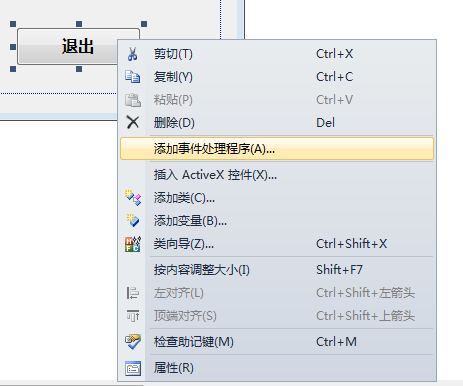 退出
剪切(T) Ctrl+X
复制(Y) Ctrl+C
粘贴(P) Ctrl+V
删除(D) Del
添加事件处理程序(A)...
插入 ActiveX 控件(X)...
添加类(C)...
添加变量(B)...
类向导(Z)... Ctrl+Shift+X
按内容调整大小(I) Shift+F7
左对齐(L) Ctrl+Shift+左箭头
顶端对齐(S) Ctrl+Shift+上箭头
检查助记键(M) Ctrl+M
属性(R)